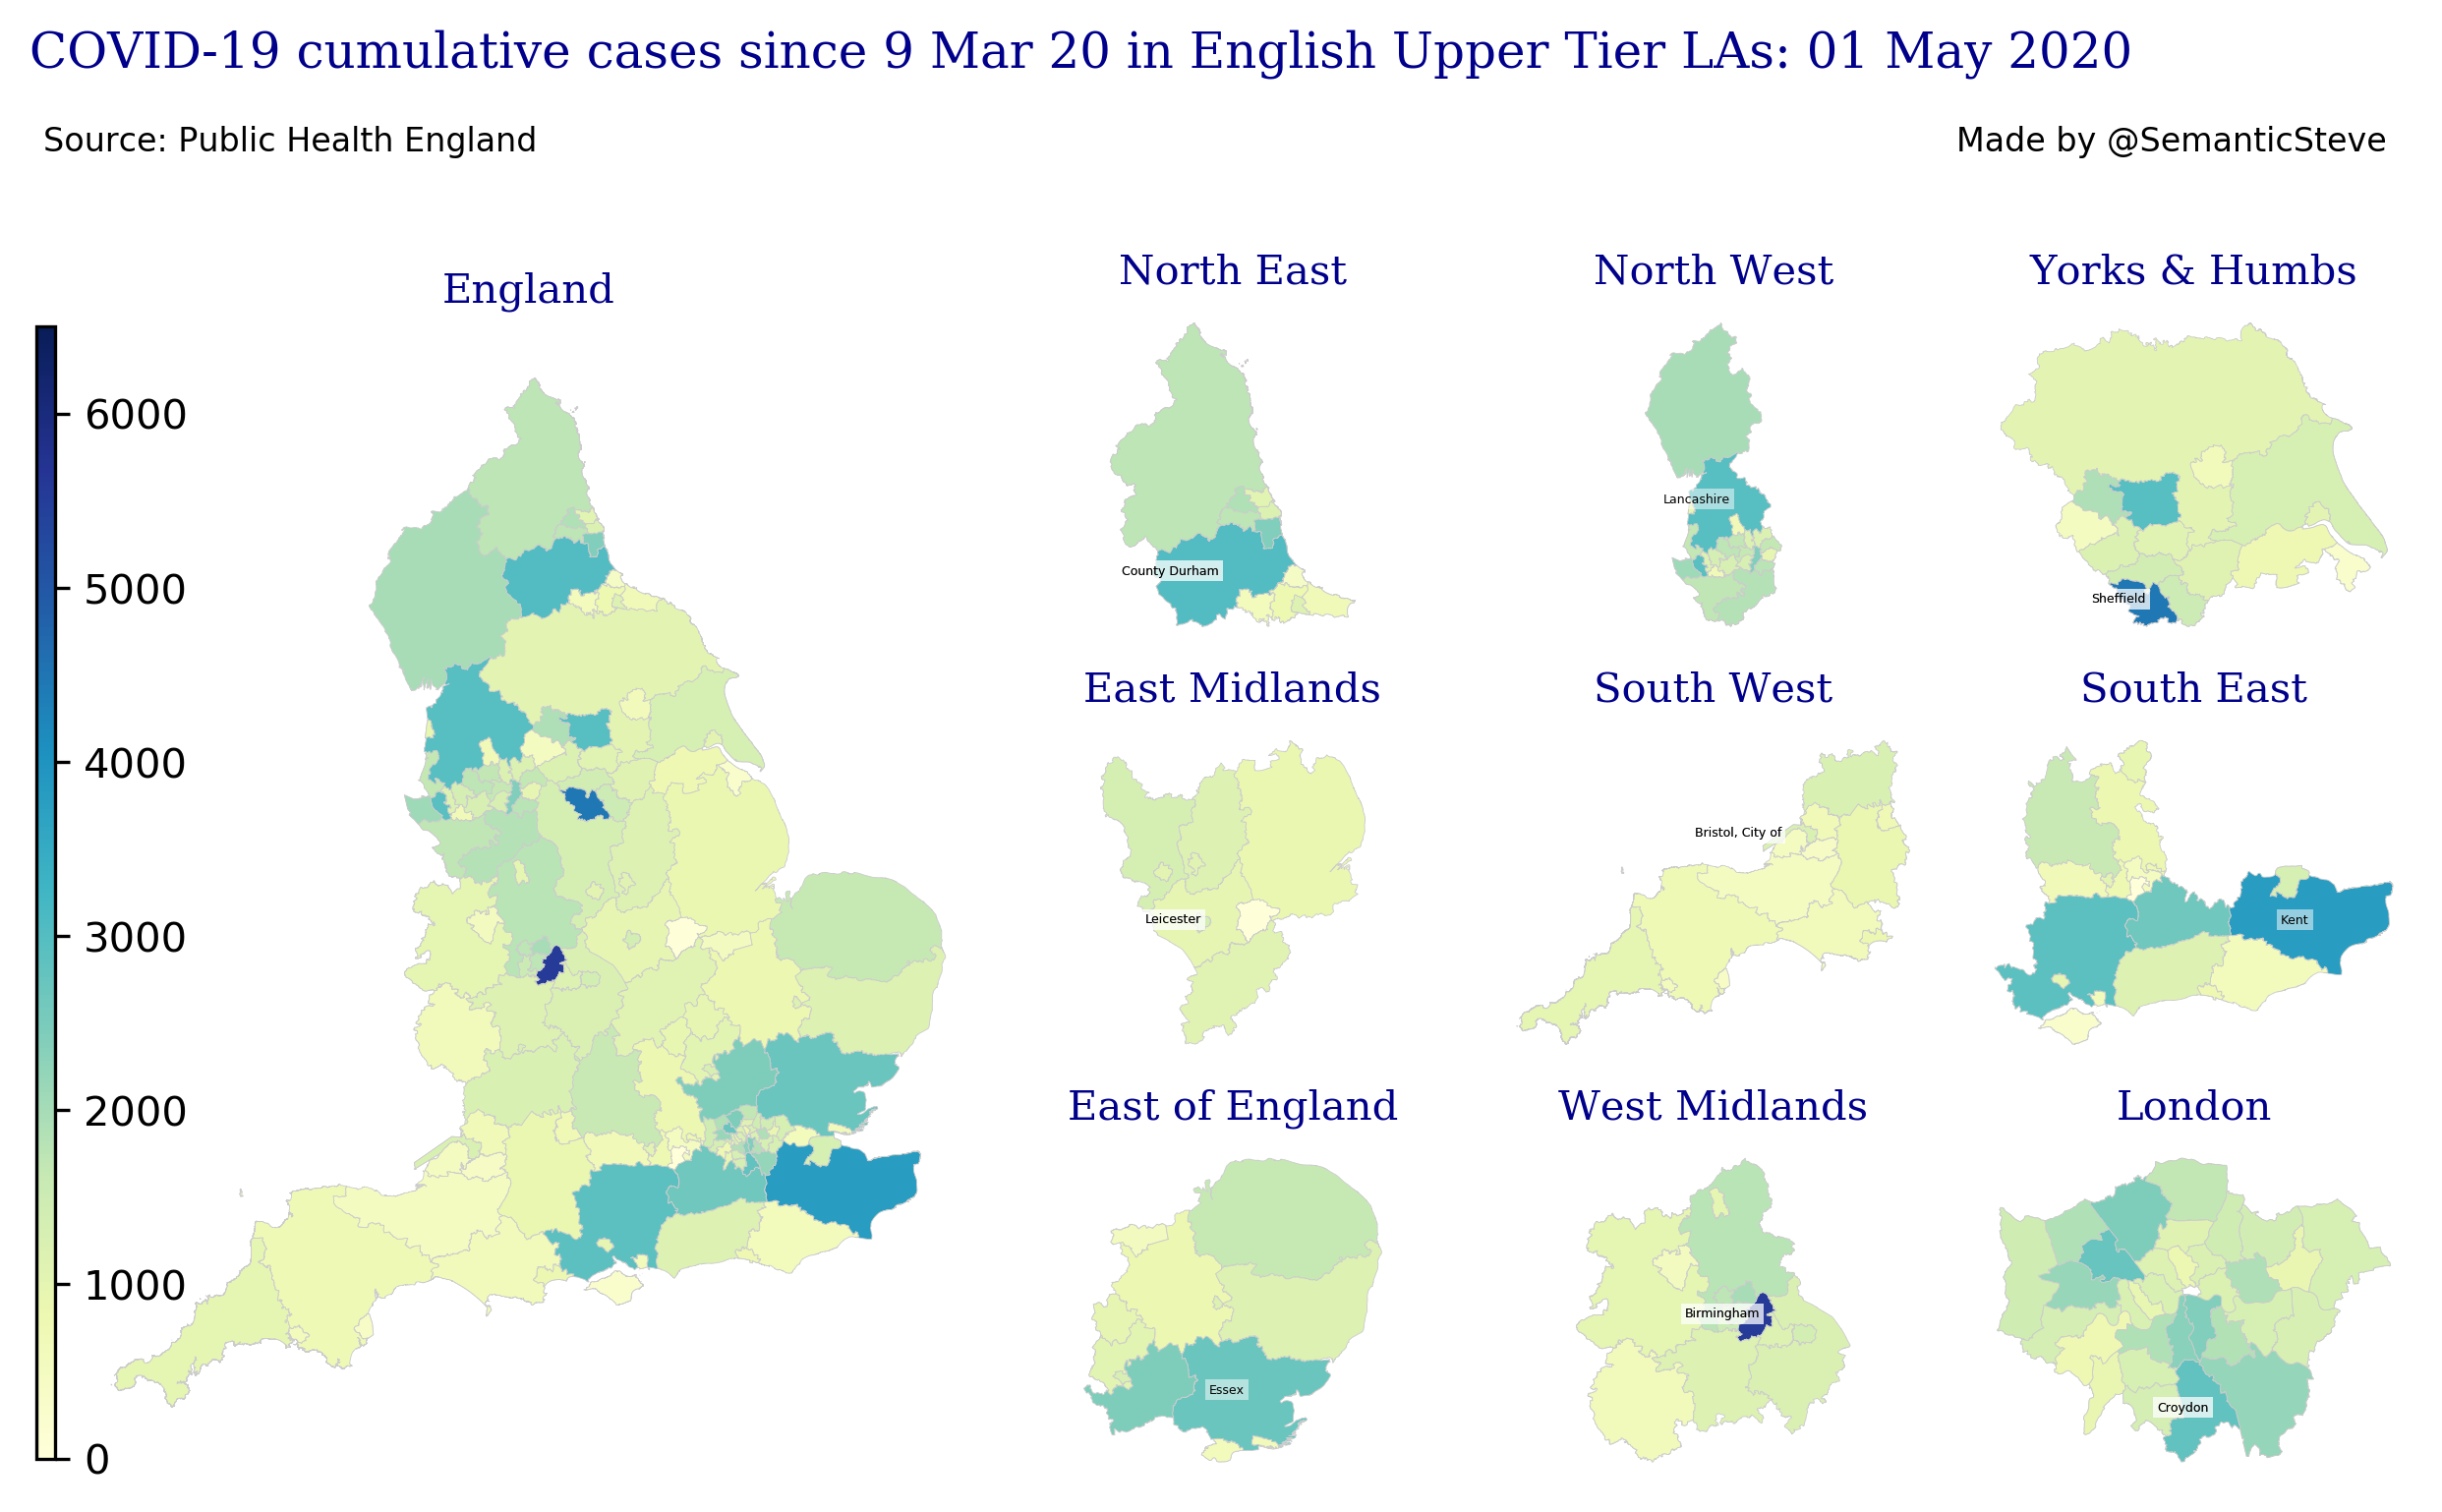 COVID-19 cumulative cases since 9 Mar 20 in English Upper Tier LAs: 01 May 2020
Source: Public Health England
Made by @SemanticSteve
England
North East
North West
Yorks & Humbs
6000
5000
4000
3000
2000
1000
0
Lancashire
County Durham
Sheffield
East Midlands
South West
South East
Bristol, City of
Leicester
Kent
East of England
West Midlands
London
Birmingham
Essex
Croydon